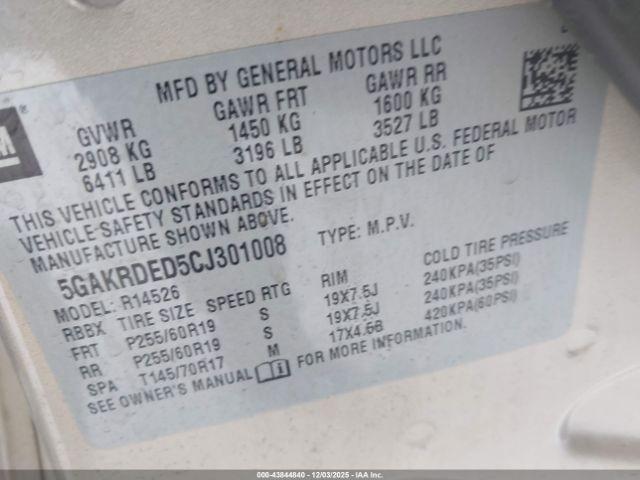 MFD BY GENERAL MOTORS LLC
GVWR GAWR FRT GAWR RR
2908 KG 1450 KG 1600 KG
6411 LB 3196 LB 3527 LB
THIS VEHICLE CONFORMS TO ALL APPLICABLE U.S. FEDERAL MOTOR
VEHICLE SAFETY STANDARDS IN EFFECT ON THE DATE OF
MANUFACTURE SHOWN ABOVE.
5GAKRDED5CJ301008 TYPE: M.P.V.
MODEL: R14526
RBBX TIRE SIZE SPEED RTG RIM COLD TIRE PRESSURE
FRT P255/60R19 S 19X7.5J 240KPA(35PSI)
RR P255/60R19 S 19X7.5J 240KPA(35PSI)
SPA T145/70R17 M 17X4.5B 420KPA(60PSI)
SEE OWNER'S MANUAL FOR MORE INFORMATION.
000-43844840 - 12/03/2025 - IAA Inc.